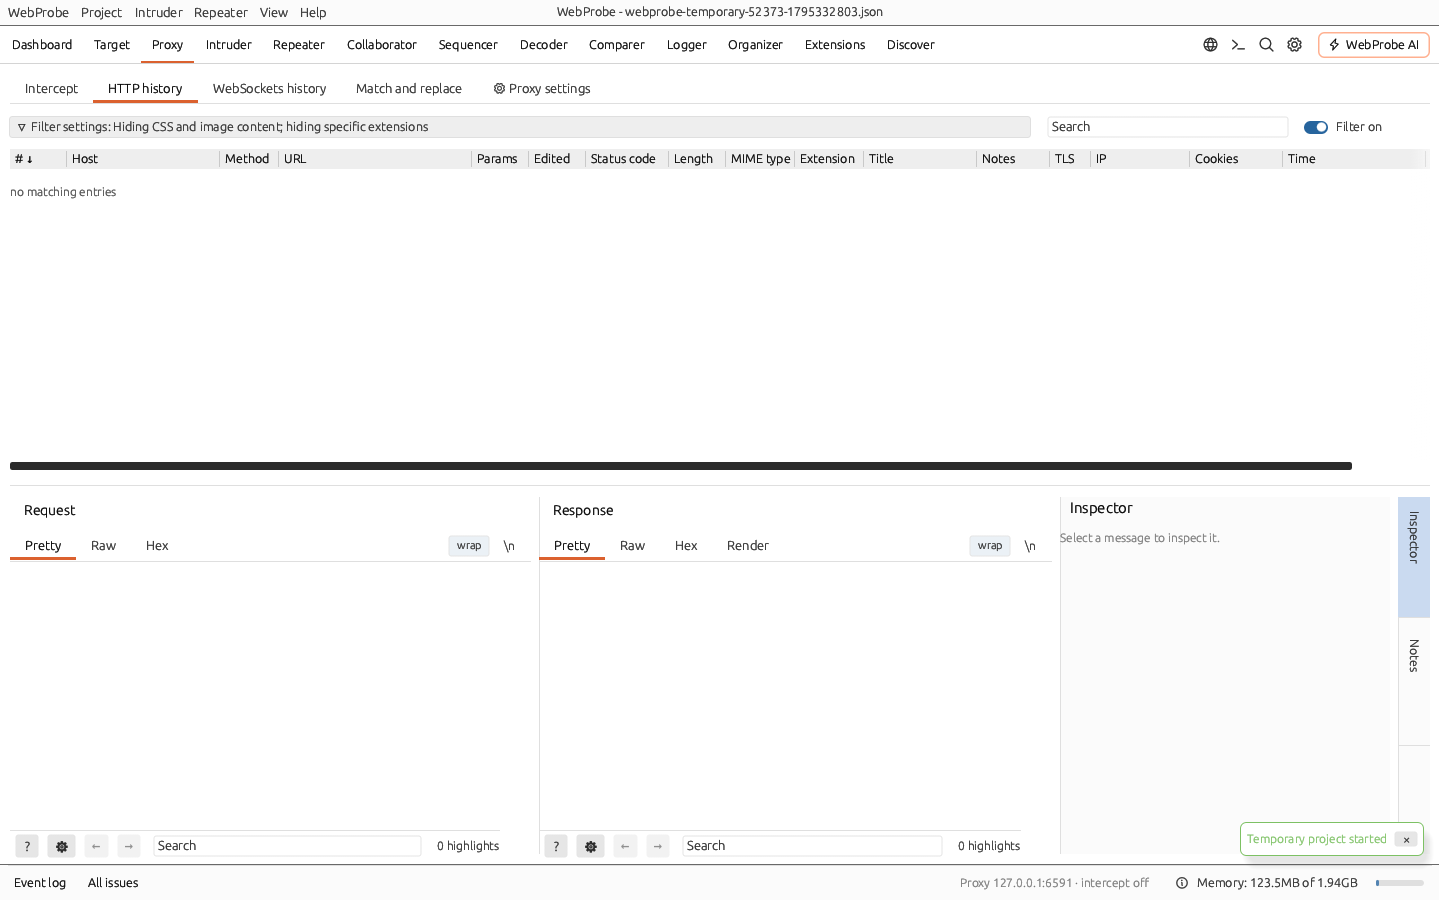 WebProbe Project Intruder Repeater View Help
WebProbe - webprobe-temporary-52373-1795332803.json
Dashboard Target Proxy Intruder Repeater Collaborator Sequencer Decoder Comparer Logger Organizer Extensions Discover
WebProbe AI
Intercept HTTP history WebSockets history Match and replace Proxy settings
Filter settings: Hiding CSS and image content; hiding specific extensions
Search
Filter on
# ↓ Host Method URL Params Edited Status code Length MIME type Extension Title Notes TLS IP Cookies Time
no matching entries
Request
Pretty Raw Hex
wrap \n
Response
Pretty Raw Hex Render
wrap \n
Inspector
Select a message to inspect it.
Inspector
Notes
? ← → Search 0 highlights
? ← → Search 0 highlights
Temporary project started ×
Event log All issues
Proxy 127.0.0.1:6591 · intercept off
Memory: 123.5MB of 1.94GB